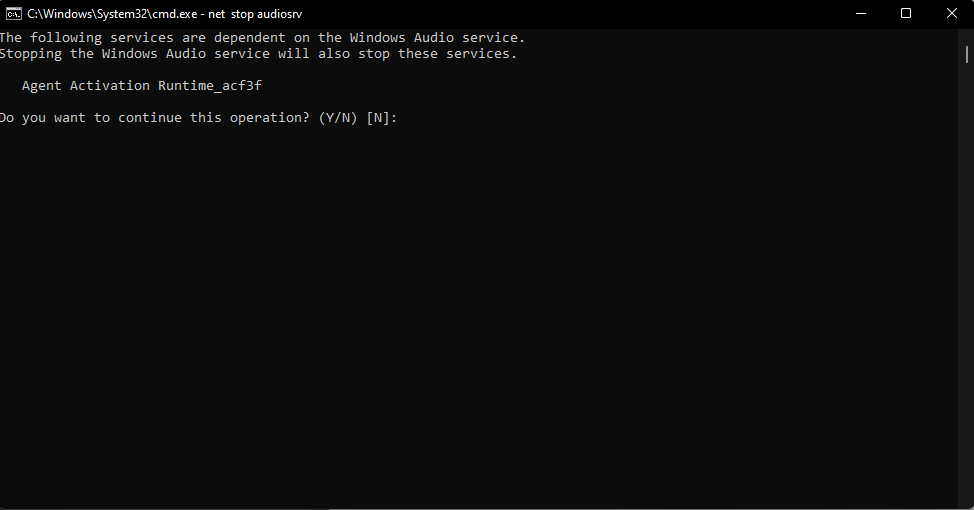 C:\Windows\System32\cmd.exe - net stop audiosrv
The following services are dependent on the Windows Audio service.
Stopping the Windows Audio service will also stop these services.
Agent Activation Runtime_acf3f
Do you want to continue this operation? (Y/N) [N]: